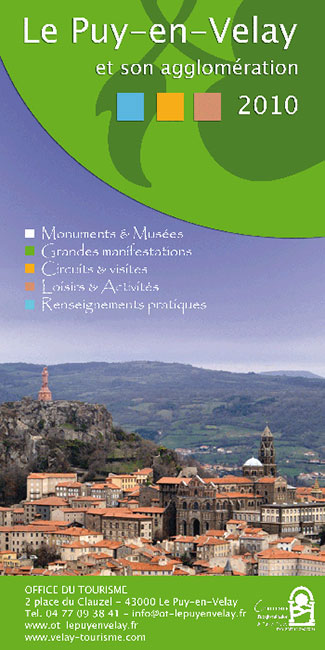 Le Puy-en-Velay
et son agglomération
2010
Monuments & Musées
Grandes manifestations
Circuits & visites
Loisirs & Activités
Renseignements pratiques
OFFICE DU TOURISME
2 place du Clauzel – 43000 Le Puy-en-Velay
Tel. 04 77 09 38 41 – info@ot-lepuyenvelay.fr
www.ot lepuyenvelay.fr
www.velay-tourisme.com